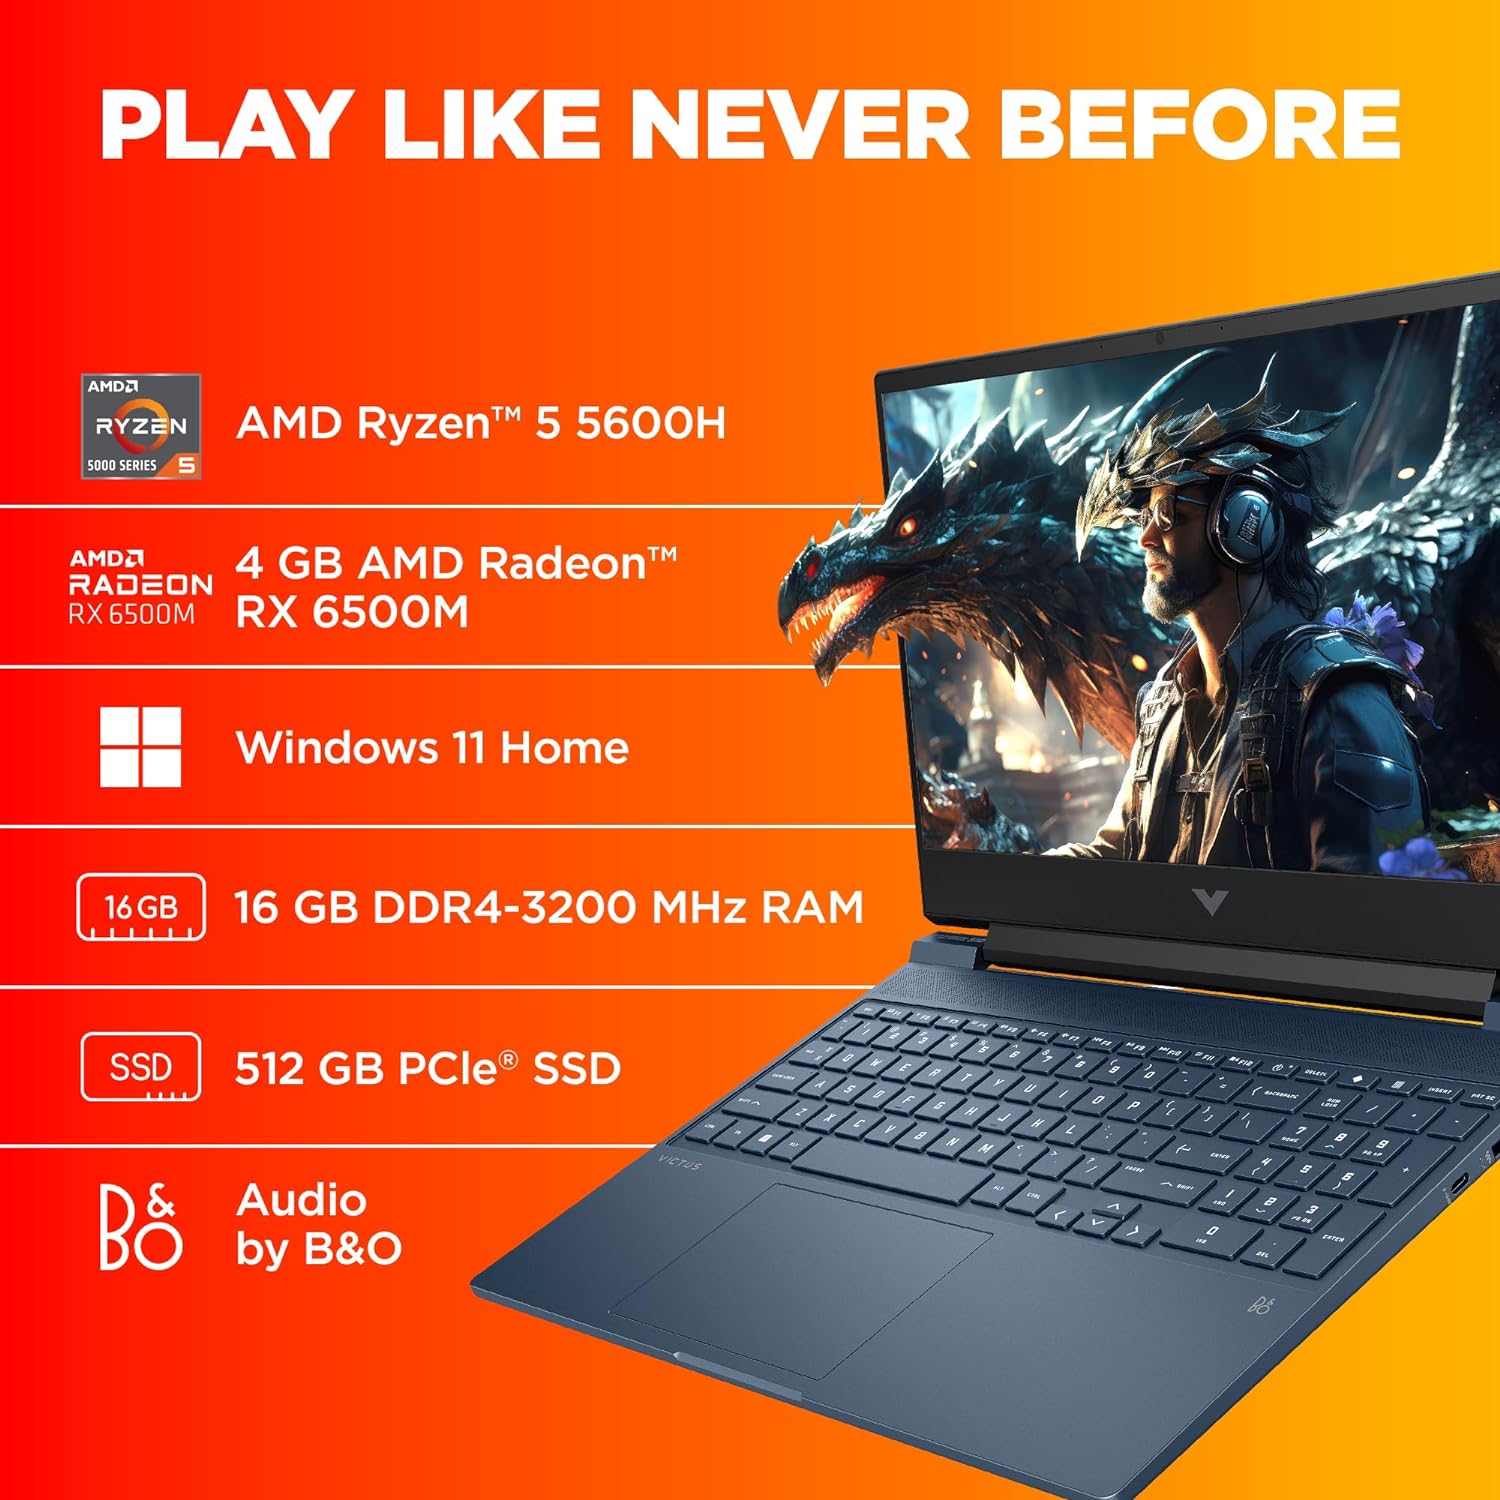 PLAY LIKE NEVER BEFORE
AMD
RYZEN
5000 SERIES 5
AMD Ryzen™ 5 5600H
AMD
RADEON
RX 6500M
4 GB AMD Radeon™
RX 6500M
Windows 11 Home
16 GB
16 GB DDR4-3200 MHz RAM
SSD
512 GB PCIe® SSD
B&O
Audio
by B&O
VICTUS
B&O